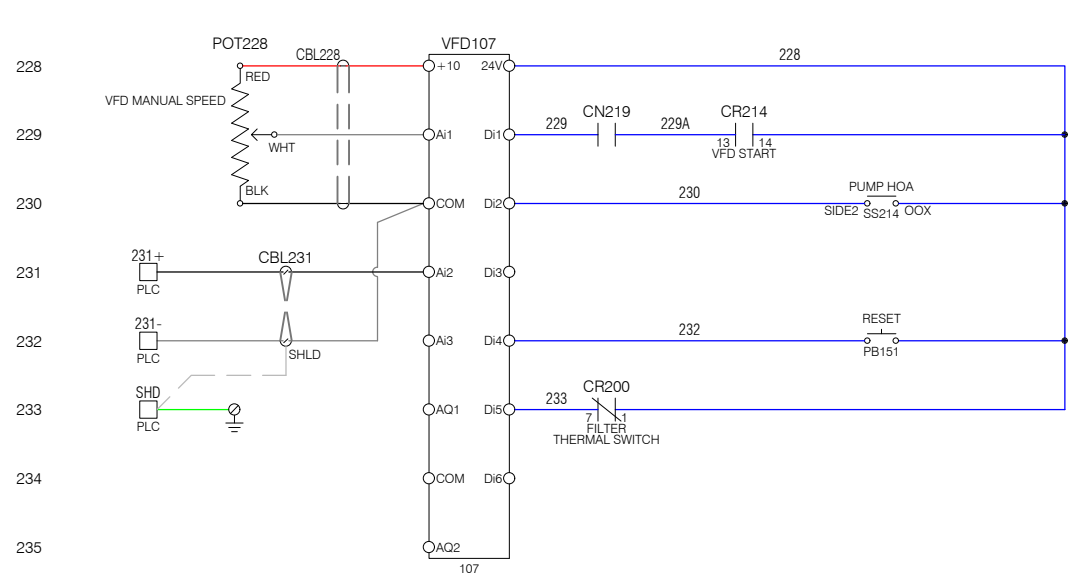 POT228 VFD107
CBL228 228
228 +10 24V
RED
VFD MANUAL SPEED
CN219 CR214
229 229A
229 Ai1 Di1
WHT 13 14
VFD START
BLK PUMP HOA
230
230 COM Di2
SIDE2 SS214 OOX
231+ CBL231
231 Ai2 Di3
PLC
231- RESET
232
232 Ai3 Di4
PLC SHLD PB151
SHD CR200
233
233 AQ1 Di5
PLC 7 1
FILTER
THERMAL SWITCH
234 COM Di6
235 AQ2
107